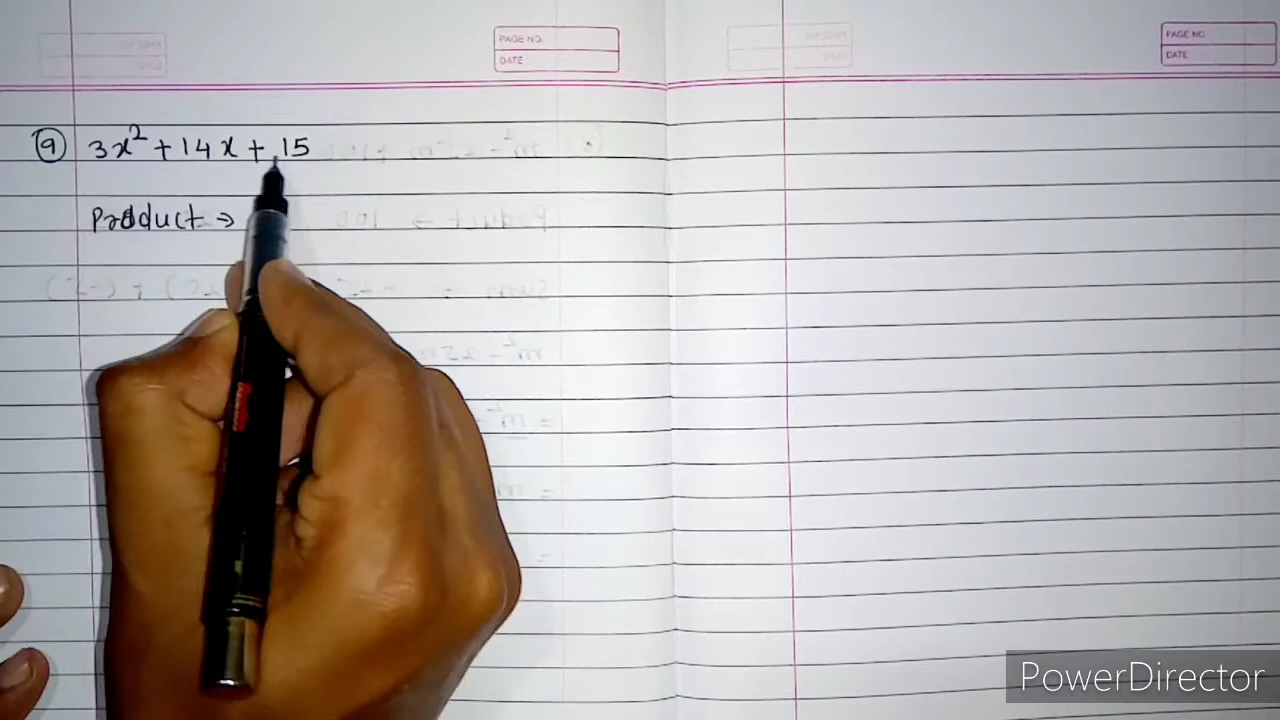 PAGE NO.
DATE
PAGE NO.
DATE
9 3x² + 14x + 15
Product →
PowerDirector